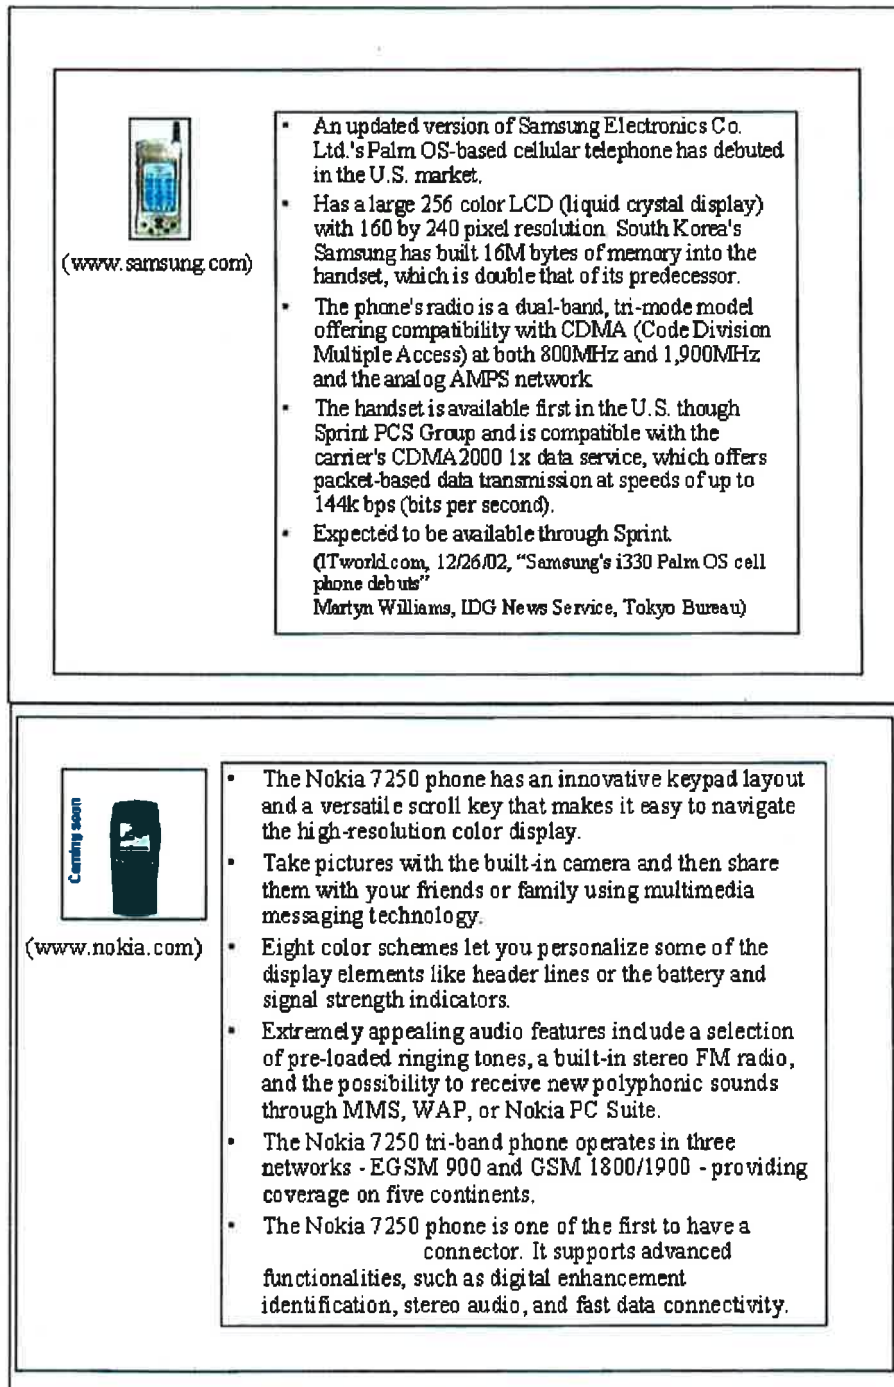 (www.samsung.com)
▪ An updated version of Samsung Electronics Co.
Ltd.'s Palm OS-based cellular telephone has debuted
in the U.S. market.
▪ Has a large 256 color LCD (liquid crystal display)
with 160 by 240 pixel resolution. South Korea's
Samsung has built 16M bytes of memory into the
handset, which is double that of its predecessor.
▪ The phone's radio is a dual-band, tri-mode model
offering compatibility with CDMA (Code Division
Multiple Access) at both 800MHz and 1,900MHz
and the analog AMPS network
▪ The handset is available first in the U.S. though
Sprint PCS Group and is compatible with the
carrier's CDMA2000 1x data service, which offers
packet-based data transmission at speeds of up to
144k bps (bits per second).
▪ Expected to be available through Sprint.
(ITworld.com, 12/26/02, “Samsung's i330 Palm OS cell
phone debuts”
Martyn Williams, IDG News Service, Tokyo Bureau)
Coming soon
(www.nokia.com)
▪ The Nokia 7250 phone has an innovative keypad layout
and a versatile scroll key that makes it easy to navigate
the high-resolution color display.
▪ Take pictures with the built-in camera and then share
them with your friends or family using multimedia
messaging technology.
▪ Eight color schemes let you personalize some of the
display elements like header lines or the battery and
signal strength indicators.
▪ Extremely appealing audio features include a selection
of pre-loaded ringing tones, a built-in stereo FM radio,
and the possibility to receive new polyphonic sounds
through MMS, WAP, or Nokia PC Suite.
▪ The Nokia 7250 tri-band phone operates in three
networks - EGSM 900 and GSM 1800/1900 - providing
coverage on five continents.
▪ The Nokia 7250 phone is one of the first to have a
connector. It supports advanced
functionalities, such as digital enhancement
identification, stereo audio, and fast data connectivity.